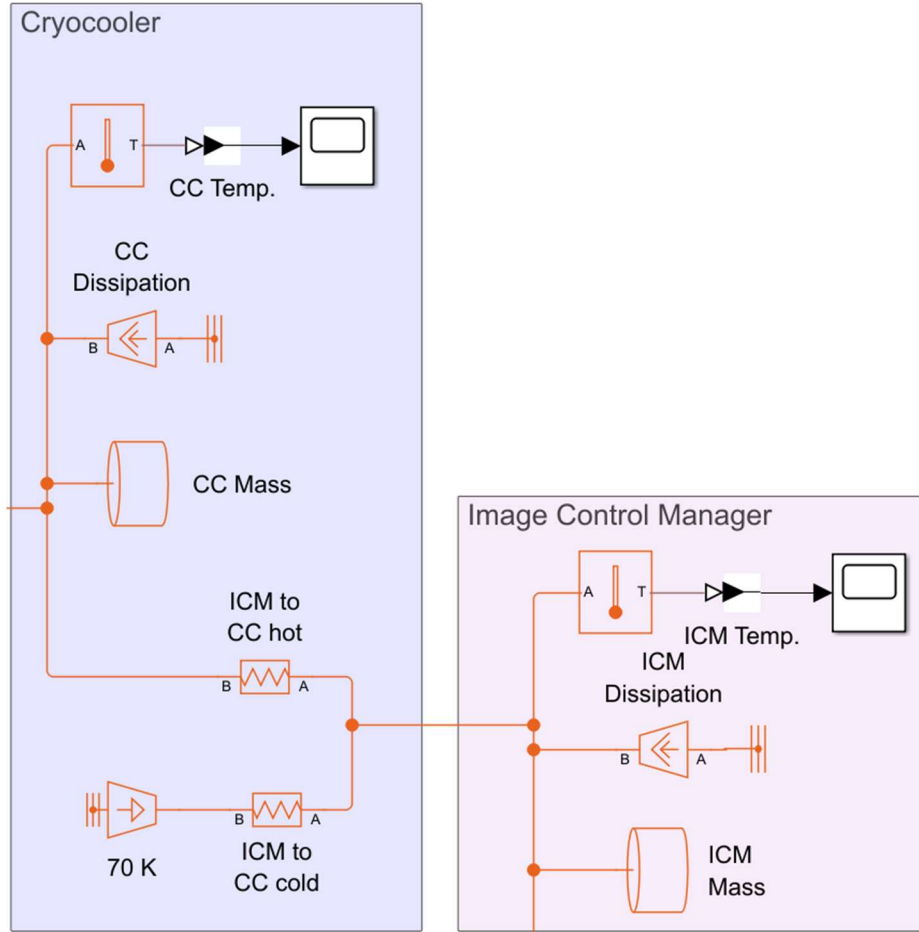 Cryocooler
A
T
CC Temp.
CC
Dissipation
B
A
CC Mass
ICM to
CC hot
B
A
B
A
70 K
ICM to
CC cold
Image Control Manager
A
T
ICM Temp.
ICM
Dissipation
B
A
ICM
Mass